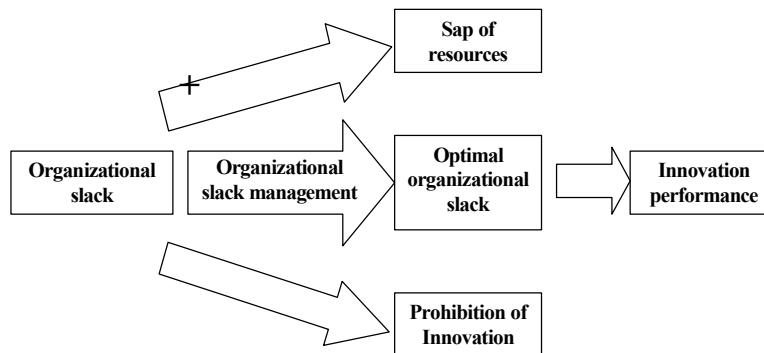 Sap of
resources
+
Organizational
slack
Organizational
slack management
Optimal
organizational
slack
Innovation
performance
Prohibition of
Innovation